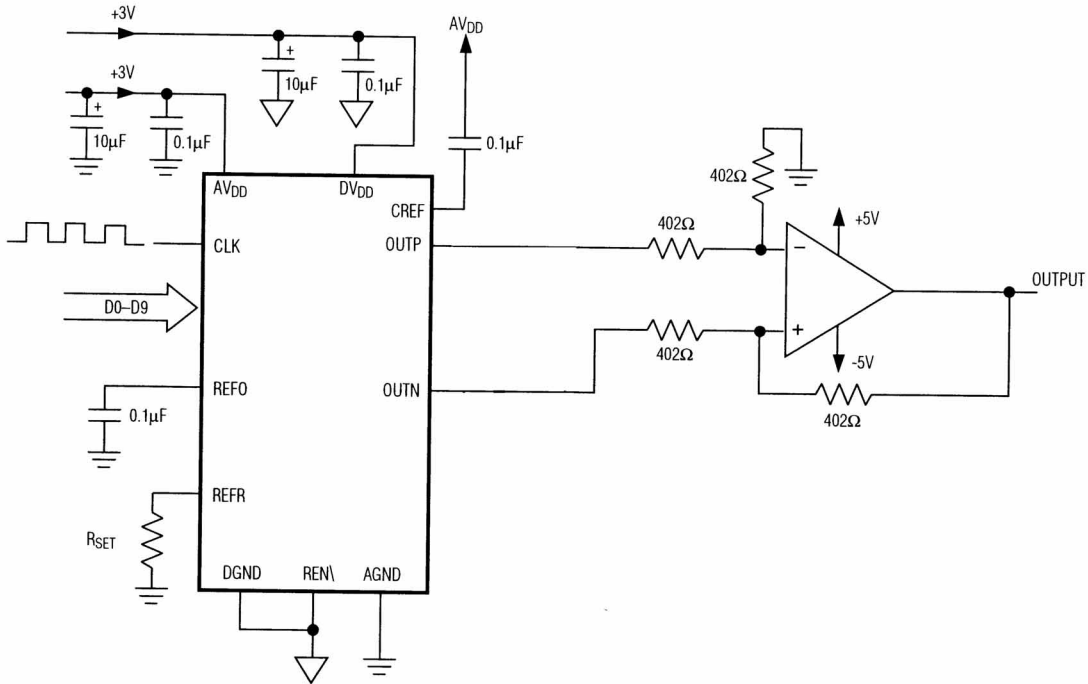 +3V
AVDD
+
10μF
0.1μF
+3V
+
10μF
0.1μF
0.1μF
402Ω
AVDD
DVDD
CREF
402Ω
+5V
CLK
OUTP
−
OUTPUT
D0–D9
+
402Ω
-5V
REFO
OUTN
0.1μF
402Ω
REFR
RSET
DGND
REN\
AGND